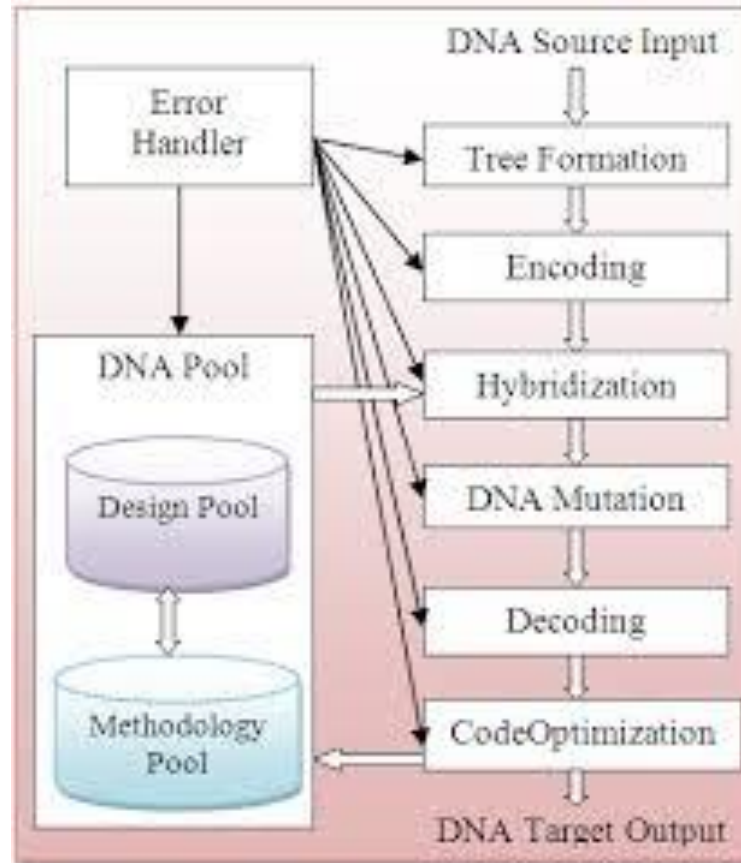 DNA Source Input
Error
Handler
Tree Formation
Encoding
DNA Pool
Hybridization
Design Pool
DNA Mutation
Decoding
Methodology
Pool
CodeOptimization
DNA Target Output